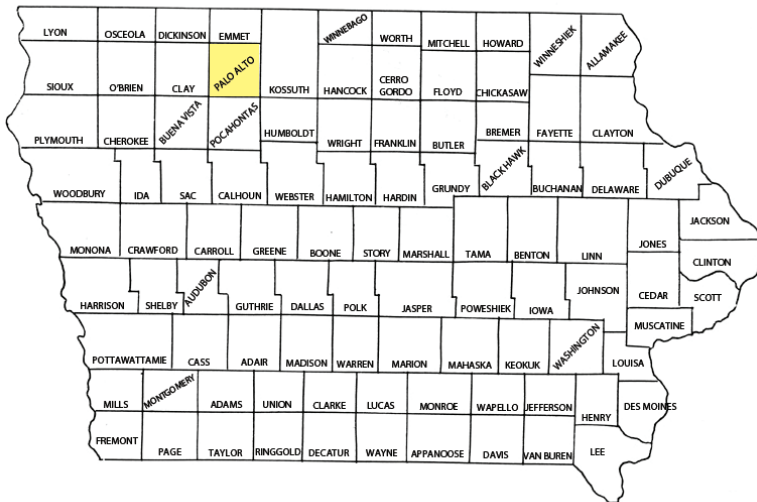 LYON OSCEOLA DICKINSON EMMET WINNEBAGO WORTH MITCHELL HOWARD WINNESHIEK ALLAMAKEE
SIOUX O'BRIEN CLAY PALO ALTO KOSSUTH HANCOCK CERRO GORDO FLOYD CHICKASAW
PLYMOUTH CHEROKEE BUENA VISTA POCAHONTAS HUMBOLDT WRIGHT FRANKLIN BUTLER BREMER FAYETTE CLAYTON
WOODBURY IDA SAC CALHOUN WEBSTER HAMILTON HARDIN GRUNDY BLACK HAWK BUCHANAN DELAWARE DUBUQUE
MONONA CRAWFORD CARROLL GREENE BOONE STORY MARSHALL TAMA BENTON LINN JONES JACKSON
CLINTON
HARRISON SHELBY AUDUBON GUTHRIE DALLAS POLK JASPER POWESHIEK IOWA JOHNSON CEDAR SCOTT
MUSCATINE
POTTAWATTAMIE CASS ADAIR MADISON WARREN MARION MAHASKA KEOKUK WASHINGTON LOUISA
MILLS MONTGOMERY ADAMS UNION CLARKE LUCAS MONROE WAPELLO JEFFERSON HENRY DES MOINES
FREMONT PAGE TAYLOR RINGGOLD DECATUR WAYNE APPANOOSE DAVIS VAN BUREN LEE